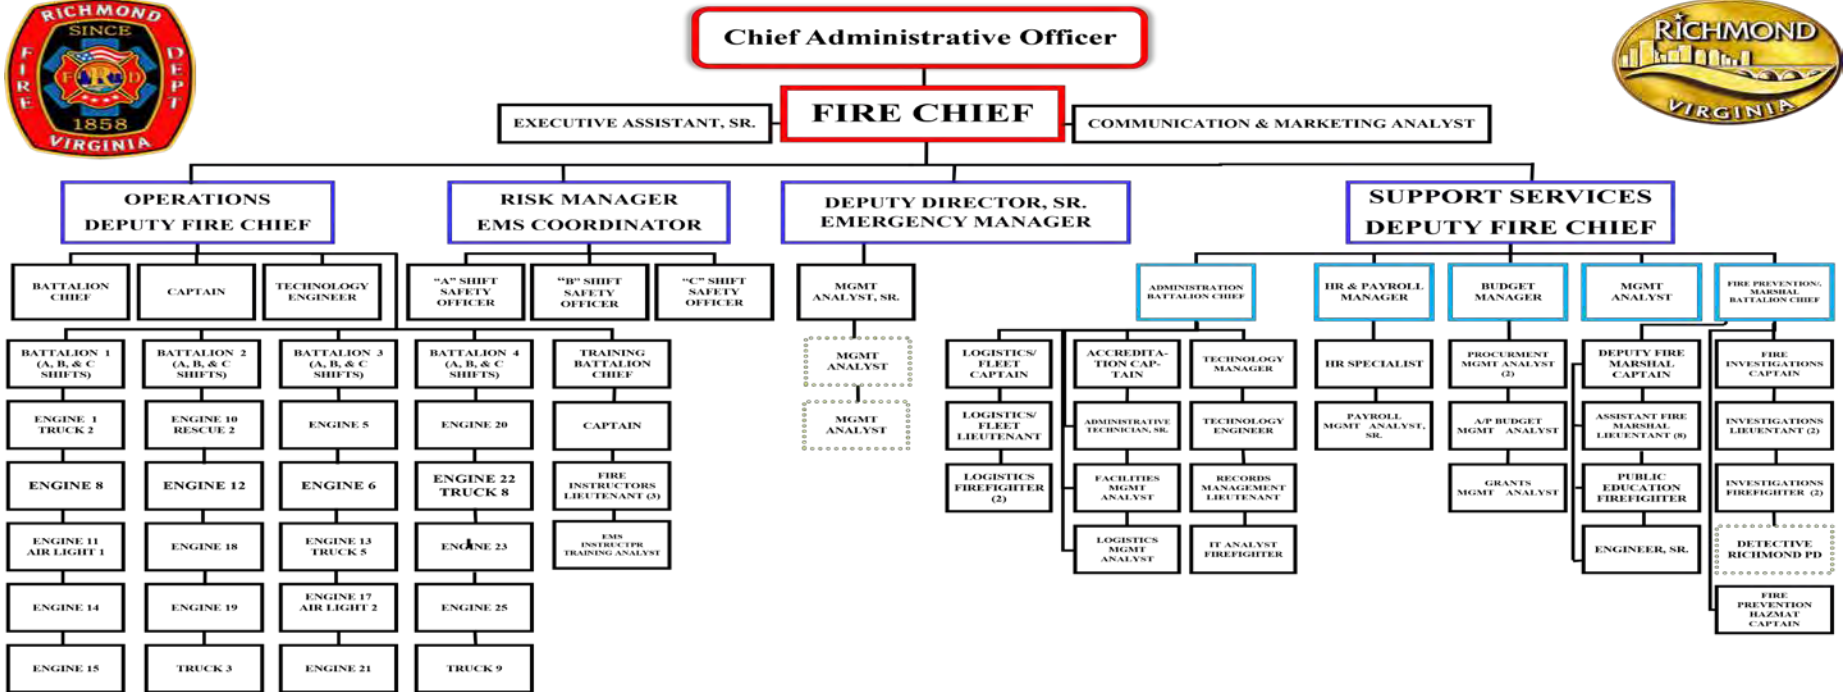 RICHMOND
SINCE
FIRE
DEPT
F R D
1858
VIRGINIA
Chief Administrative Officer
RICHMOND
VIRGINIA
EXECUTIVE ASSISTANT, SR.
FIRE CHIEF
COMMUNICATION & MARKETING ANALYST
OPERATIONS
DEPUTY FIRE CHIEF
RISK MANAGER
EMS COORDINATOR
DEPUTY DIRECTOR, SR.
EMERGENCY MANAGER
SUPPORT SERVICES
DEPUTY FIRE CHIEF
BATTALION
CHIEF
CAPTAIN
TECHNOLOGY
ENGINEER
“A” SHIFT
SAFETY
OFFICER
“B” SHIFT
SAFETY
OFFICER
“C” SHIFT
SAFETY
OFFICER
MGMT
ANALYST, SR.
ADMINISTRATION
BATTALION CHIEF
HR & PAYROLL
MANAGER
BUDGET
MANAGER
MGMT
ANALYST
FIRE PREVENTION/.
MARSHAL
BATTALION CHIEF
BATTALION 1
(A, B, & C
SHIFTS)
BATTALION 2
(A, B, & C
SHIFTS)
BATTALION 3
(A, B, & C
SHIFTS)
BATTALION 4
(A, B, & C
SHIFTS)
TRAINING
BATTALION
CHIEF
MGMT
ANALYST
LOGISTICS/
FLEET
CAPTAIN
ACCREDITA-
TION CAP-
TAIN
TECHNOLOGY
MANAGER
HR SPECIALIST
PROCURMENT
MGMT ANALYST
(2)
DEPUTY FIRE
MARSHAL
CAPTAIN
FIRE
INVESTIGATIONS
CAPTAIN
ENGINE 1
TRUCK 2
ENGINE 10
RESCUE 2
ENGINE 5
ENGINE 20
CAPTAIN
MGMT
ANALYST
LOGISTICS/
FLEET
LIEUTENANT
ADMINISTRATIVE
TECHNICIAN, SR.
TECHNOLOGY
ENGINEER
PAYROLL
MGMT ANALYST,
SR.
A/P BUDGET
MGMT ANALYST
ASSISTANT FIRE
MARSHAL
LIEUENTANT (8)
INVESTIGATIONS
LIEUENTANT (2)
ENGINE 8
ENGINE 12
ENGINE 6
ENGINE 22
TRUCK 8
FIRE
INSTRUCTORS
LIEUTENANT (3)
LOGISTICS
FIREFIGHTER
(2)
FACILITIES
MGMT
ANALYST
RECORDS
MANAGEMENT
LIEUTENANT
GRANTS
MGMT ANALYST
PUBLIC
EDUCATION
FIREFIGHTER
INVESTIGATIONS
FIREFIGHTER (2)
ENGINE 11
AIR LIGHT 1
ENGINE 18
ENGINE 13
TRUCK 5
ENGINE 23
EMS
INSTRUCTPR
TRAINING ANALYST
LOGISTICS
MGMT
ANALYST
IT ANALYST
FIREFIGHTER
ENGINEER, SR.
DETECTIVE
RICHMOND PD
ENGINE 14
ENGINE 19
ENGINE 17
AIR LIGHT 2
ENGINE 25
FIRE
PREVENTION
HAZMAT
CAPTAIN
ENGINE 15
TRUCK 3
ENGINE 21
TRUCK 9